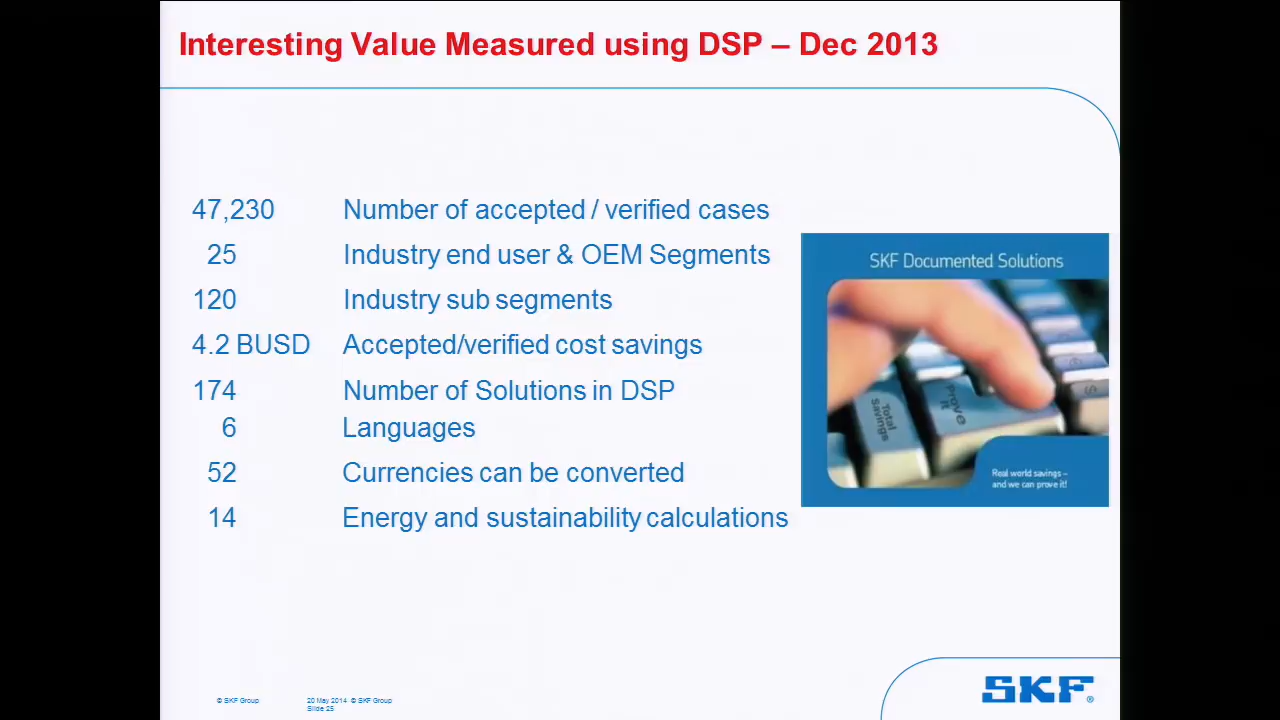 Interesting Value Measured using DSP – Dec 2013
47,230 Number of accepted / verified cases
25 Industry end user & OEM Segments
120 Industry sub segments
4.2 BUSD Accepted/verified cost savings
174 Number of Solutions in DSP
6 Languages
52 Currencies can be converted
14 Energy and sustainability calculations
SKF Documented Solutions
Prove it
Total Savings
Real world savings –
and we can prove it!
© SKF Group
20 May 2014 © SKF Group
Slide 25
SKF®